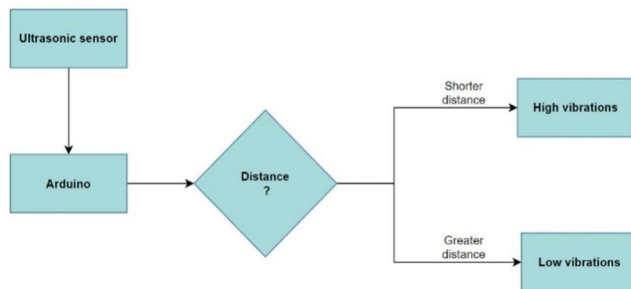 Ultrasonic sensor
Arduino
Distance
?
Shorter
distance
High vibrations
Greater
distance
Low vibrations